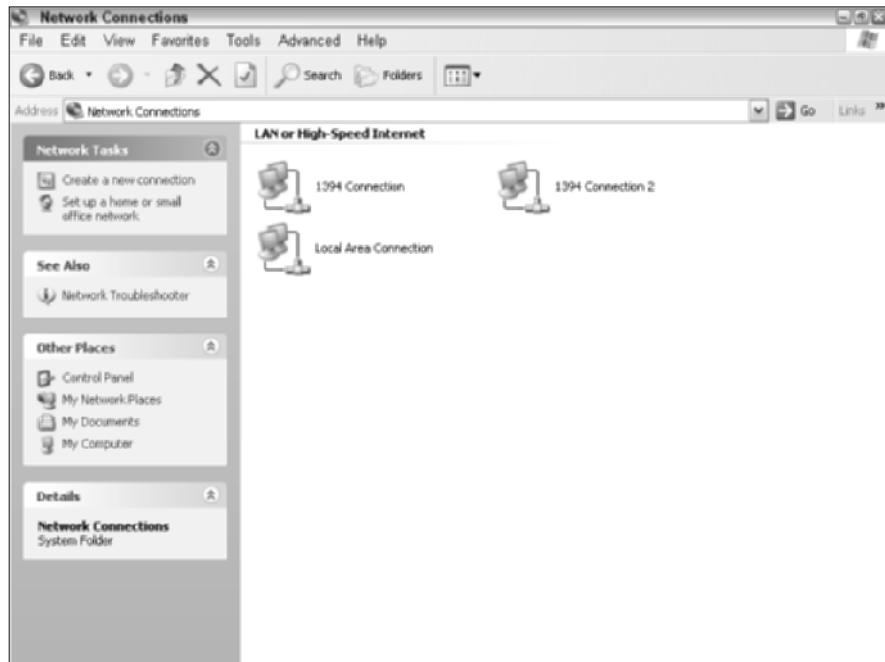 Network Connections
File Edit View Favorites Tools Advanced Help
Back Search Folders
Address Network Connections Go Links »
Network Tasks
Create a new connection
Set up a home or small
office network
See Also
Network Troubleshooter
Other Places
Control Panel
My Network Places
My Documents
My Computer
Details
Network Connections
System Folder
LAN or High-Speed Internet
1394 Connection
1394 Connection 2
Local Area Connection